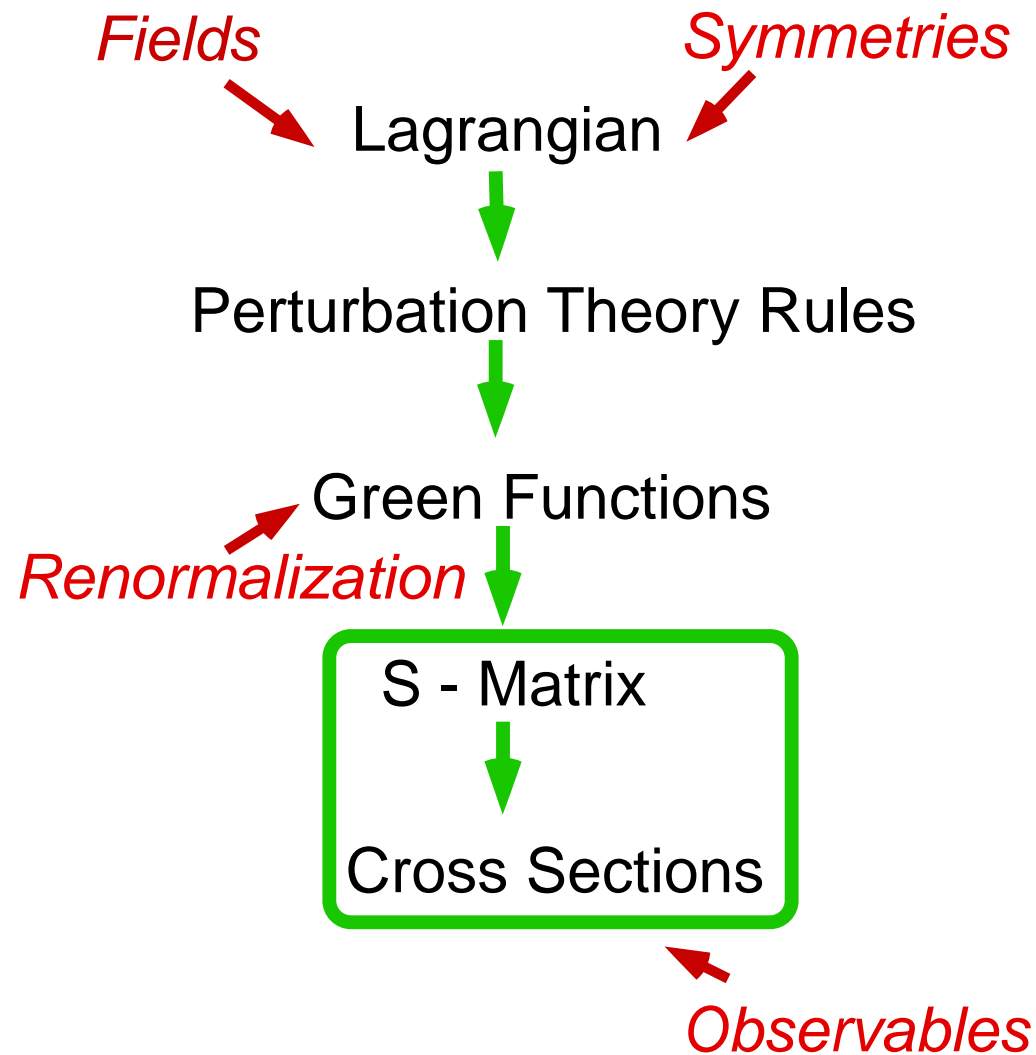 Fields
Symmetries
Lagrangian
Perturbation Theory Rules
Green Functions
Renormalization
S - Matrix
Cross Sections
Observables